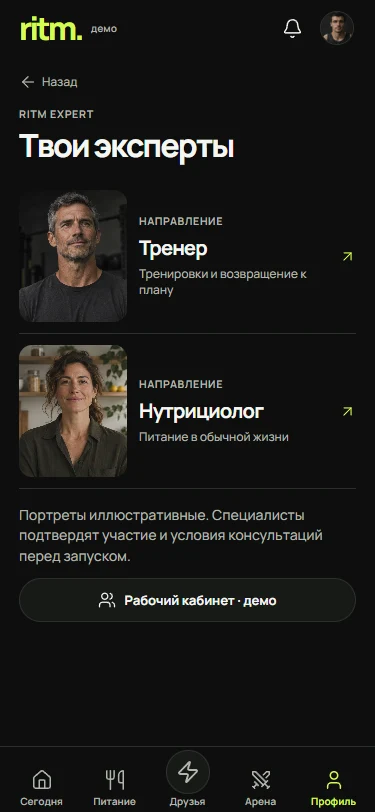 ritm. демо
Назад
RITM EXPERT
Твои эксперты
НАПРАВЛЕНИЕ
Тренер
Тренировки и возвращение к
плану
НАПРАВЛЕНИЕ
Нутрициолог
Питание в обычной жизни
Портреты иллюстративные. Специалисты
подтвердят участие и условия консультаций
перед запуском.
Рабочий кабинет · демо
Сегодня Питание Друзья Арена Профиль